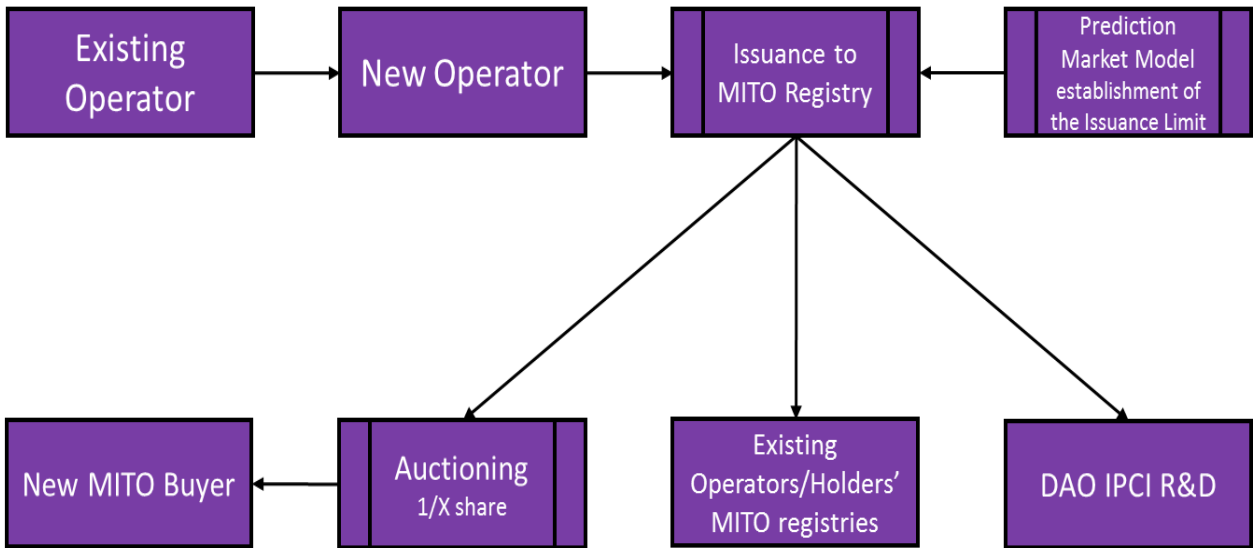 Existing
Operator
New Operator
Issuance to
MITO Registry
Prediction
Market Model
establishment of
the Issuance Limit
New MITO Buyer
Auctioning
1/X share
Existing
Operators/Holders’
MITO registries
DAO IPCI R&D